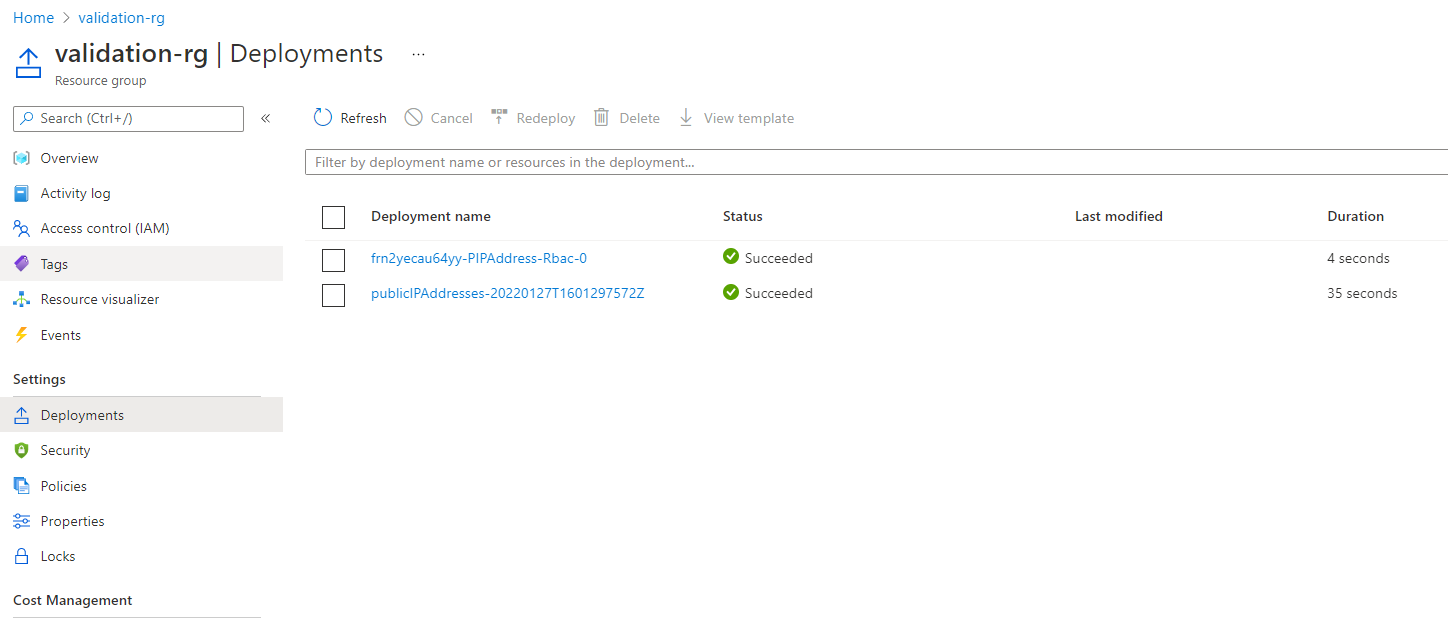 Home > validation-rg
validation-rg | Deployments ...
Resource group
Search (Ctrl+/) «
Overview
Activity log
Access control (IAM)
Tags
Resource visualizer
Events
Settings
Deployments
Security
Policies
Properties
Locks
Cost Management
Refresh Cancel Redeploy Delete View template
Filter by deployment name or resources in the deployment...
Deployment name Status Last modified Duration
frn2yecau64yy-PIPAddress-Rbac-0 Succeeded 4 seconds
publicIPAddresses-20220127T1601297572Z Succeeded 35 seconds